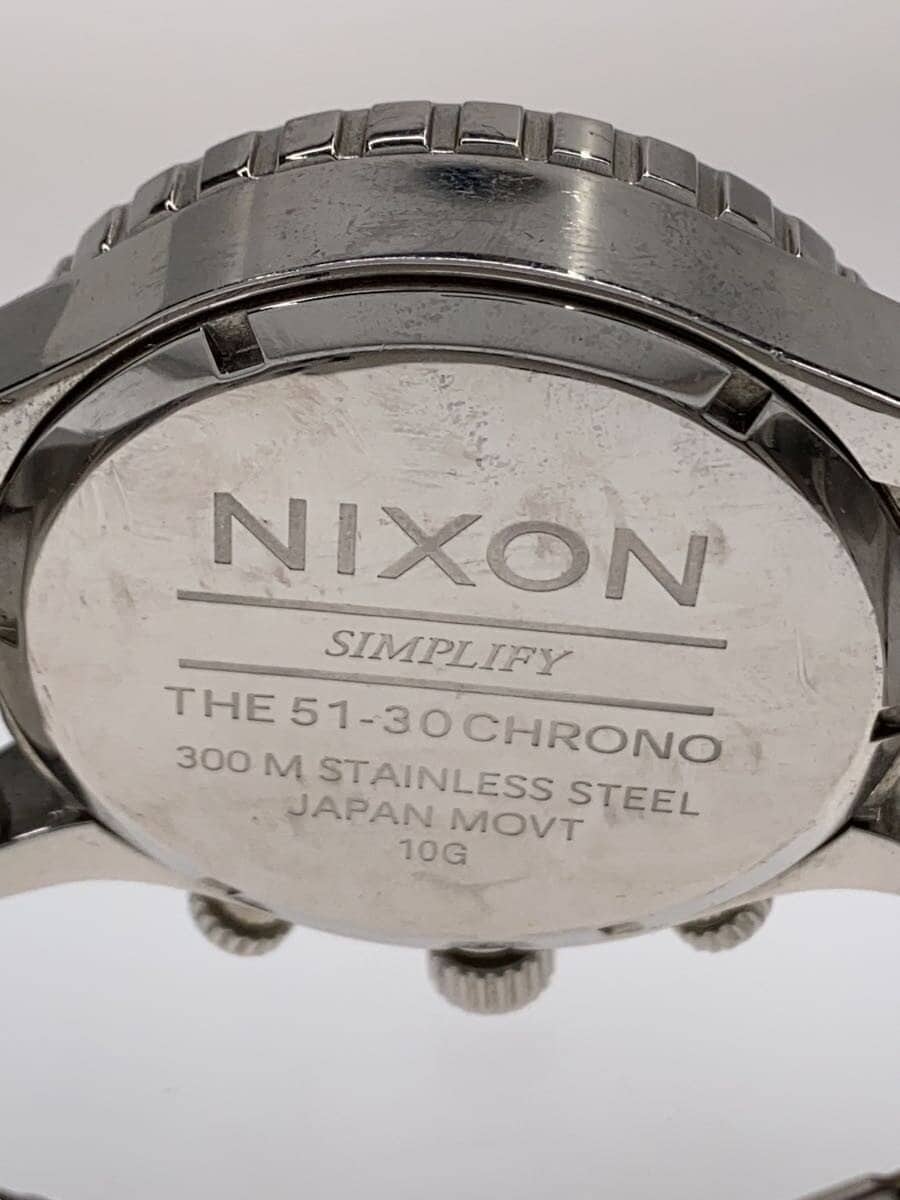 NIXON
SIMPLIFY
THE 51-30 CHRONO
300 M STAINLESS STEEL
JAPAN MOVT
10G